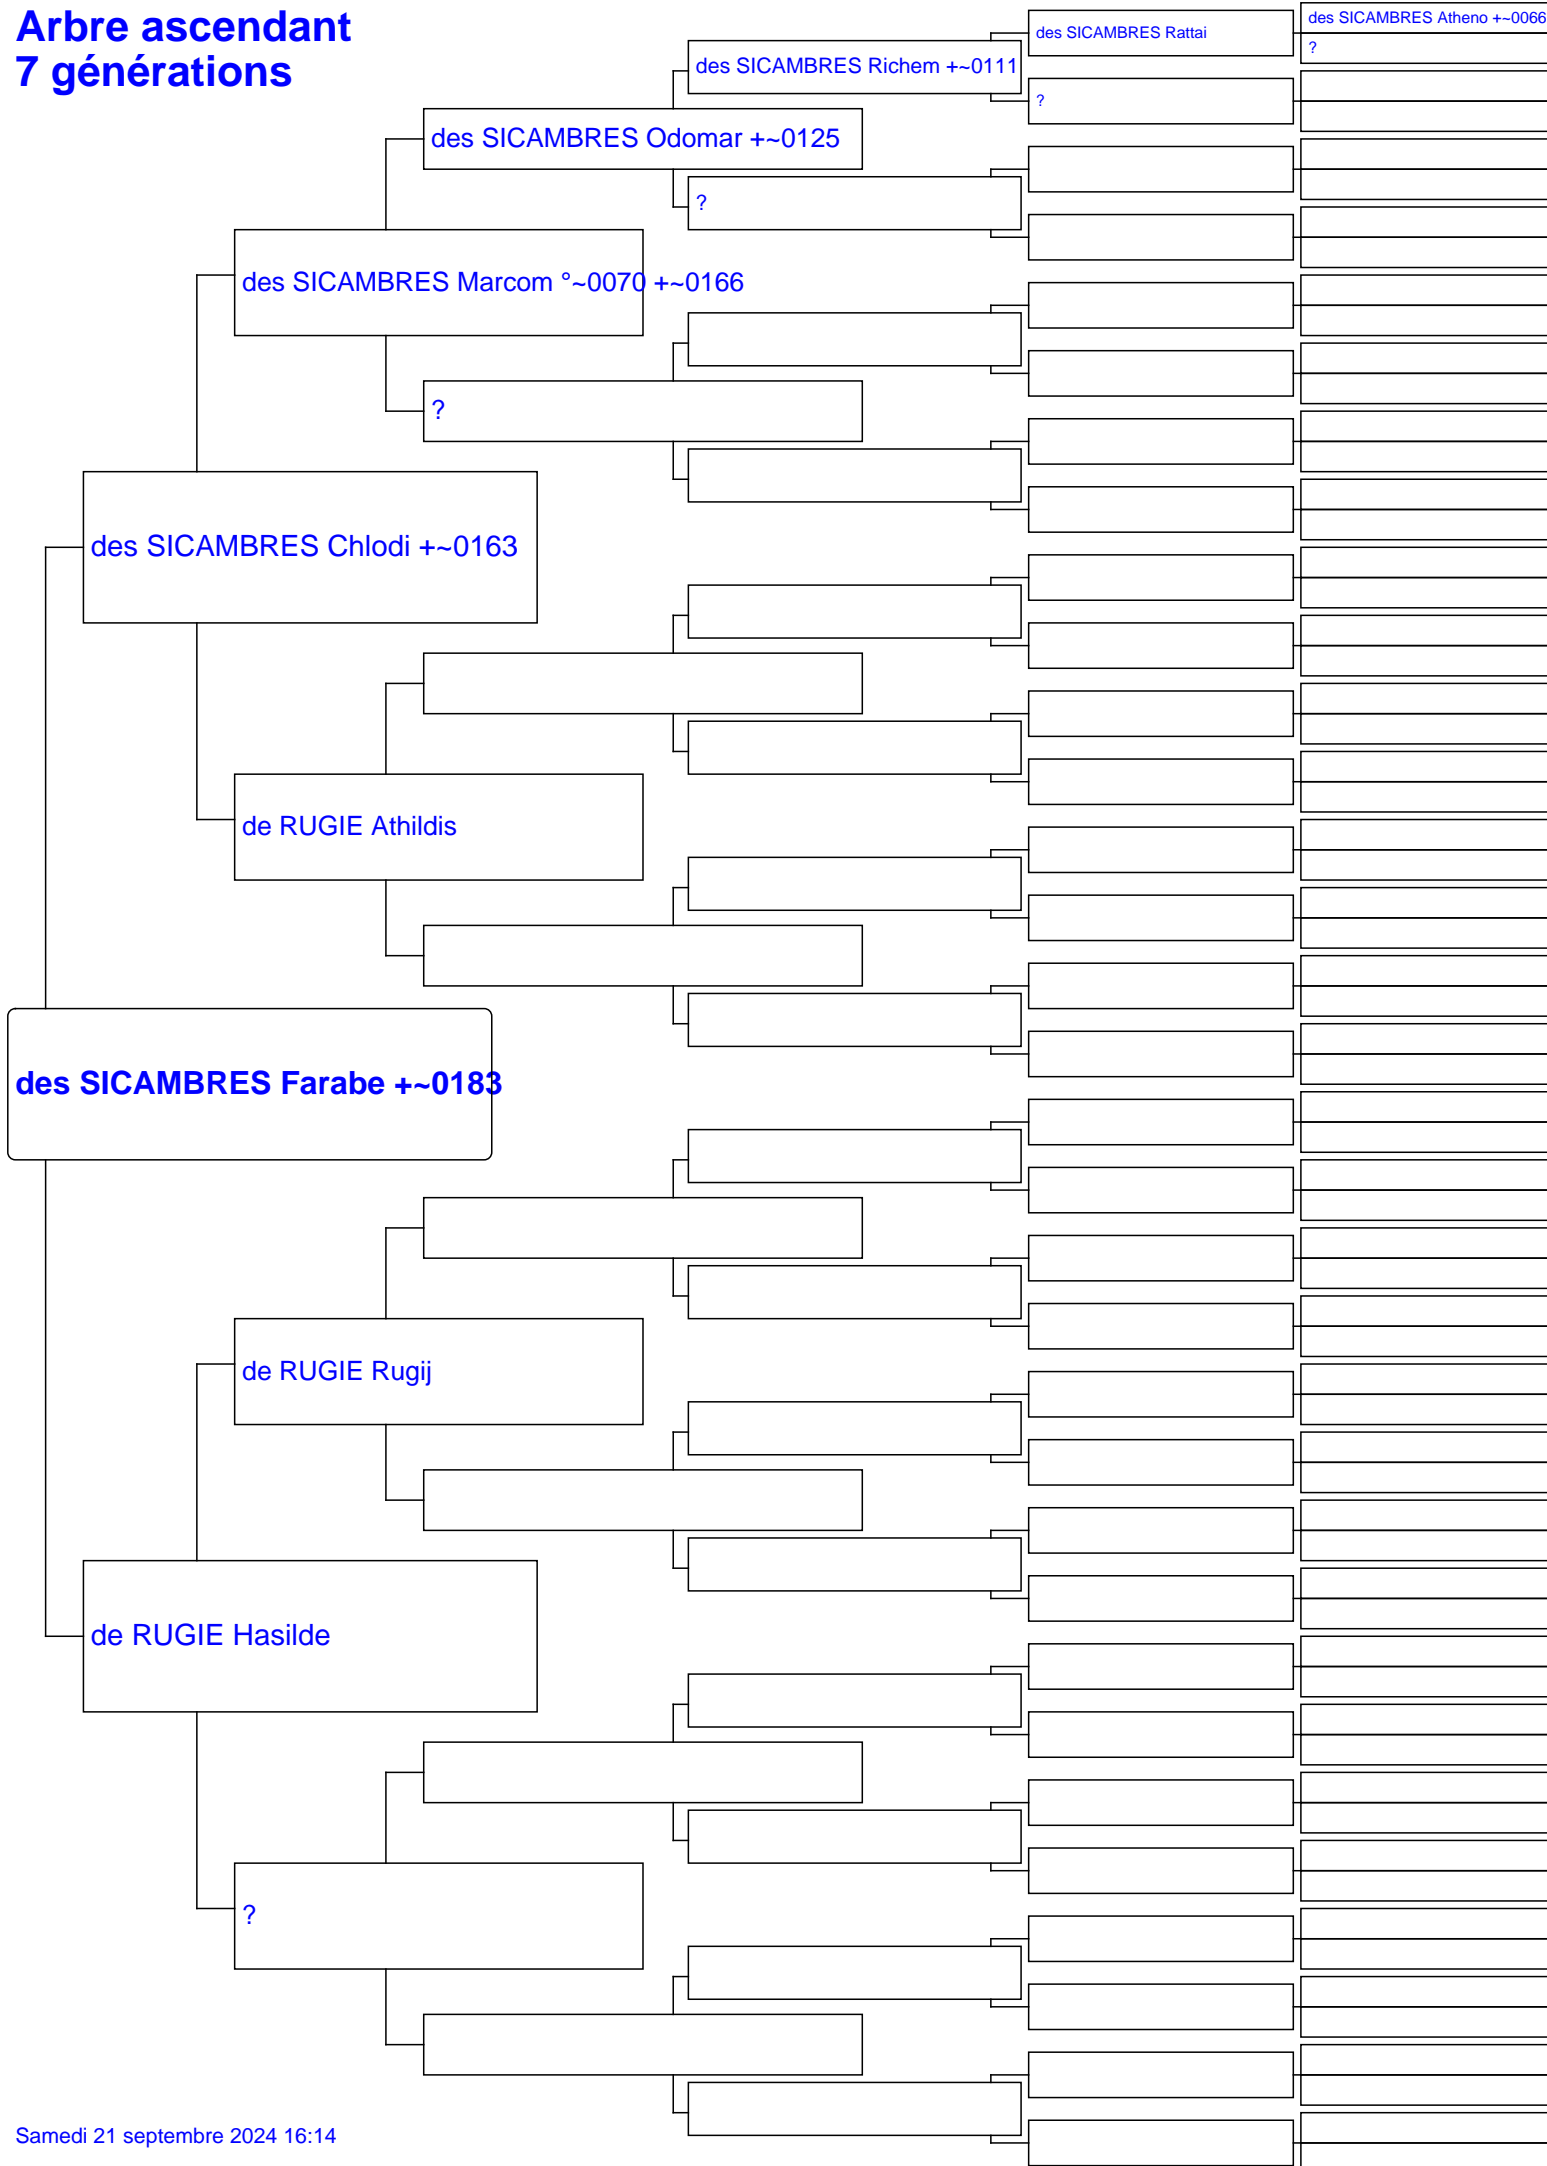 Arbre ascendant
7 générations
des SICAMBRES Atheno +~0066
?
des SICAMBRES Rattai
?
des SICAMBRES Richem +~0111
?
des SICAMBRES Odomar +~0125
?
des SICAMBRES Marcom °~0070 +~0166
de RUGIE Athildis
des SICAMBRES Chlodi +~0163
des SICAMBRES Farabe +~0183
de RUGIE Rugij
?
de RUGIE Hasilde
Samedi 21 septembre 2024 16:14